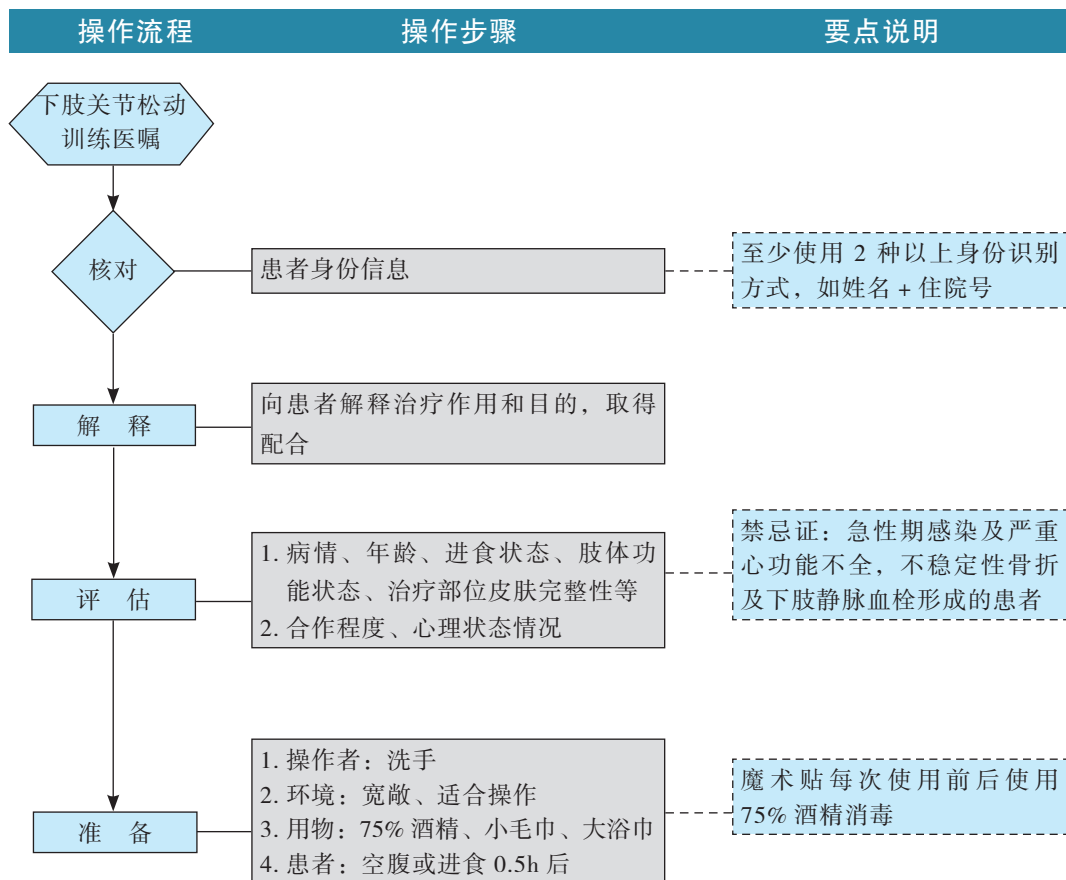 操作流程 操作步骤 要点说明
下肢关节松动
训练医嘱
核对
患者身份信息
至少使用 2 种以上身份识别
方式，如姓名 + 住院号
解 释
向患者解释治疗作用和目的，取得
配合
评 估
1. 病情、年龄、进食状态、肢体功
能状态、治疗部位皮肤完整性等
2. 合作程度、心理状态情况
禁忌证：急性期感染及严重
心功能不全，不稳定性骨折
及下肢静脉血栓形成的患者
准 备
1. 操作者：洗手
2. 环境：宽敞、适合操作
3. 用物：75% 酒精、小毛巾、大浴巾
4. 患者：空腹或进食 0.5h 后
魔术贴每次使用前后使用
75% 酒精消毒